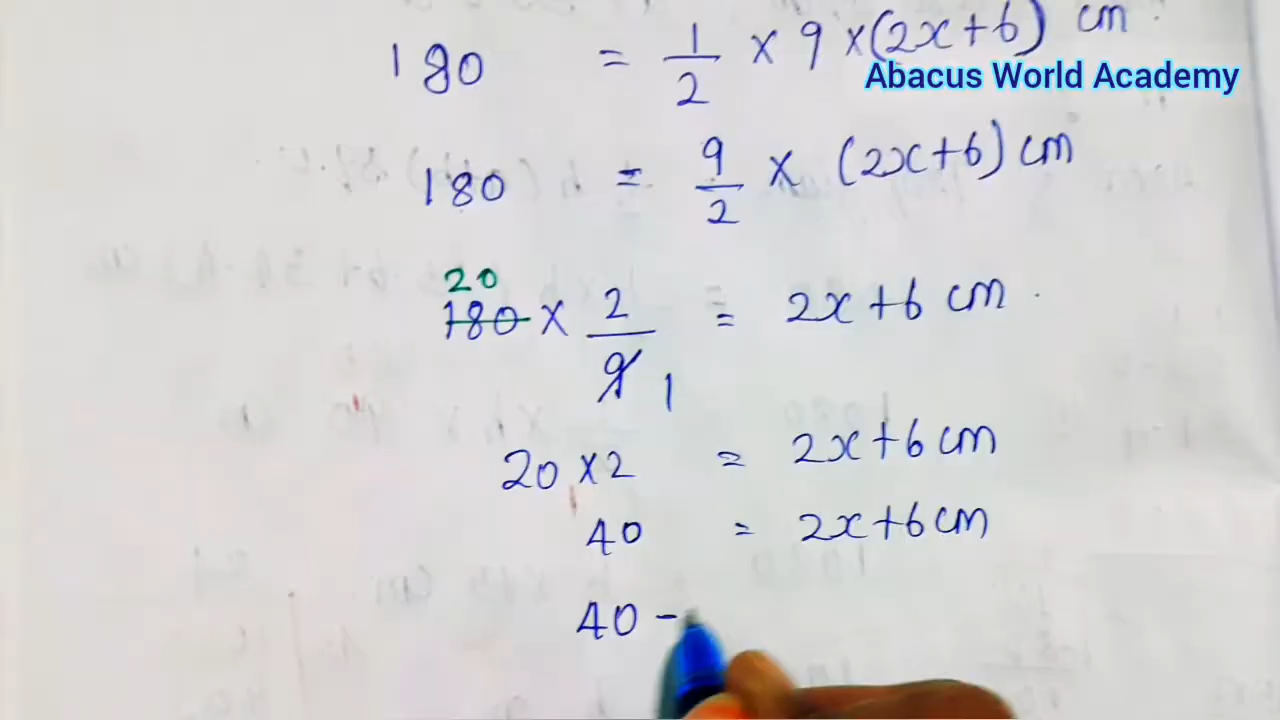 180 = 1/2 × 9 × (2x+6) cm
Abacus World Academy
180 = 9/2 × (2x+6) cm
20
180 × 2/9 1 = 2x+6 cm
20 × 2 = 2x+6 cm
40 = 2x+6 cm
40 -